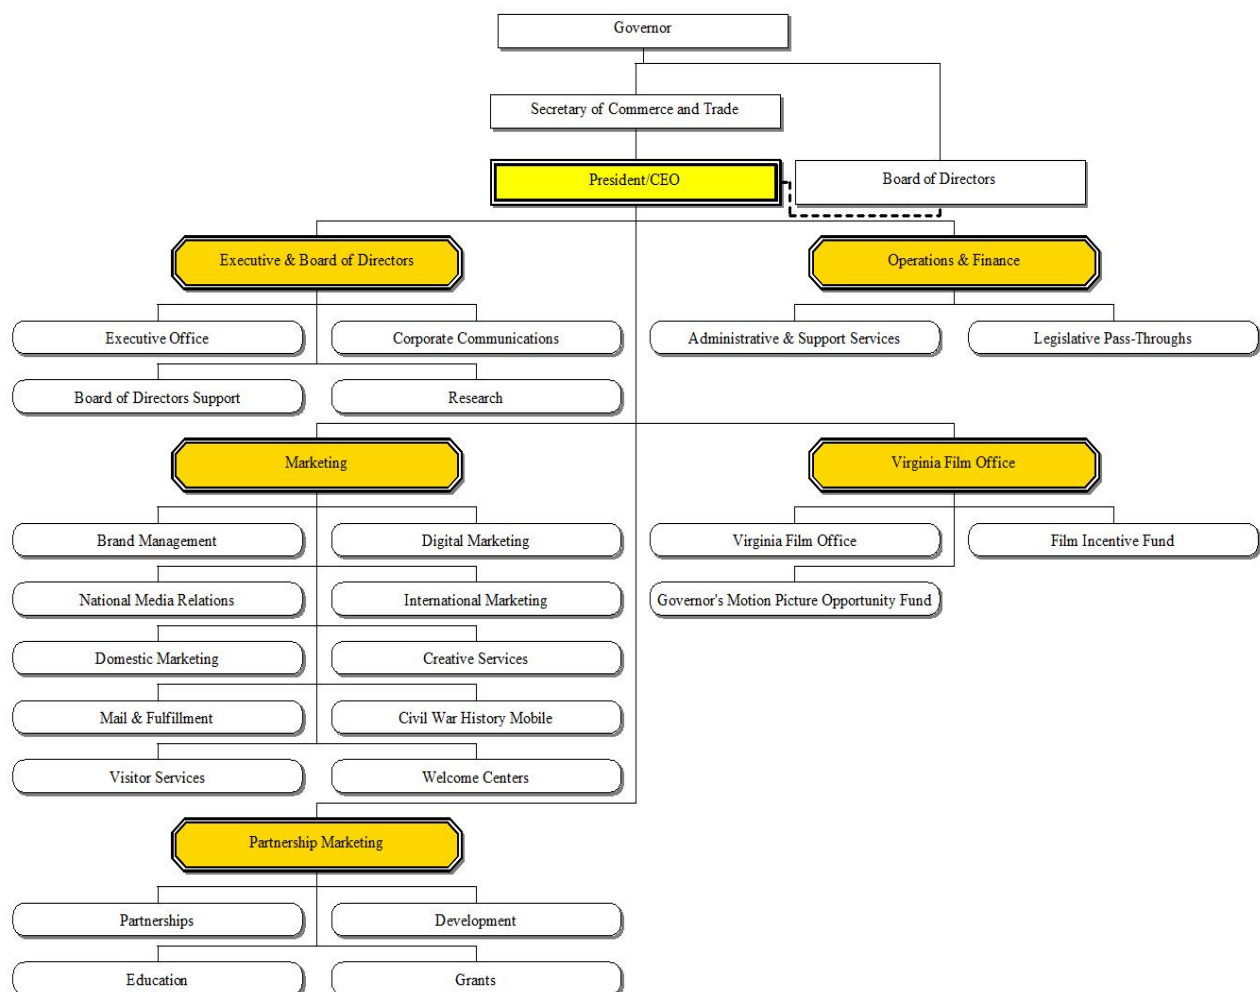 Governor
Secretary of Commerce and Trade
President/CEO
Board of Directors
Executive & Board of Directors
Operations & Finance
Executive Office
Corporate Communications
Administrative & Support Services
Legislative Pass-Throughs
Board of Directors Support
Research
Marketing
Virginia Film Office
Brand Management
Digital Marketing
Virginia Film Office
Film Incentive Fund
National Media Relations
International Marketing
Governor's Motion Picture Opportunity Fund
Domestic Marketing
Creative Services
Mail & Fulfillment
Civil War History Mobile
Visitor Services
Welcome Centers
Partnership Marketing
Partnerships
Development
Education
Grants